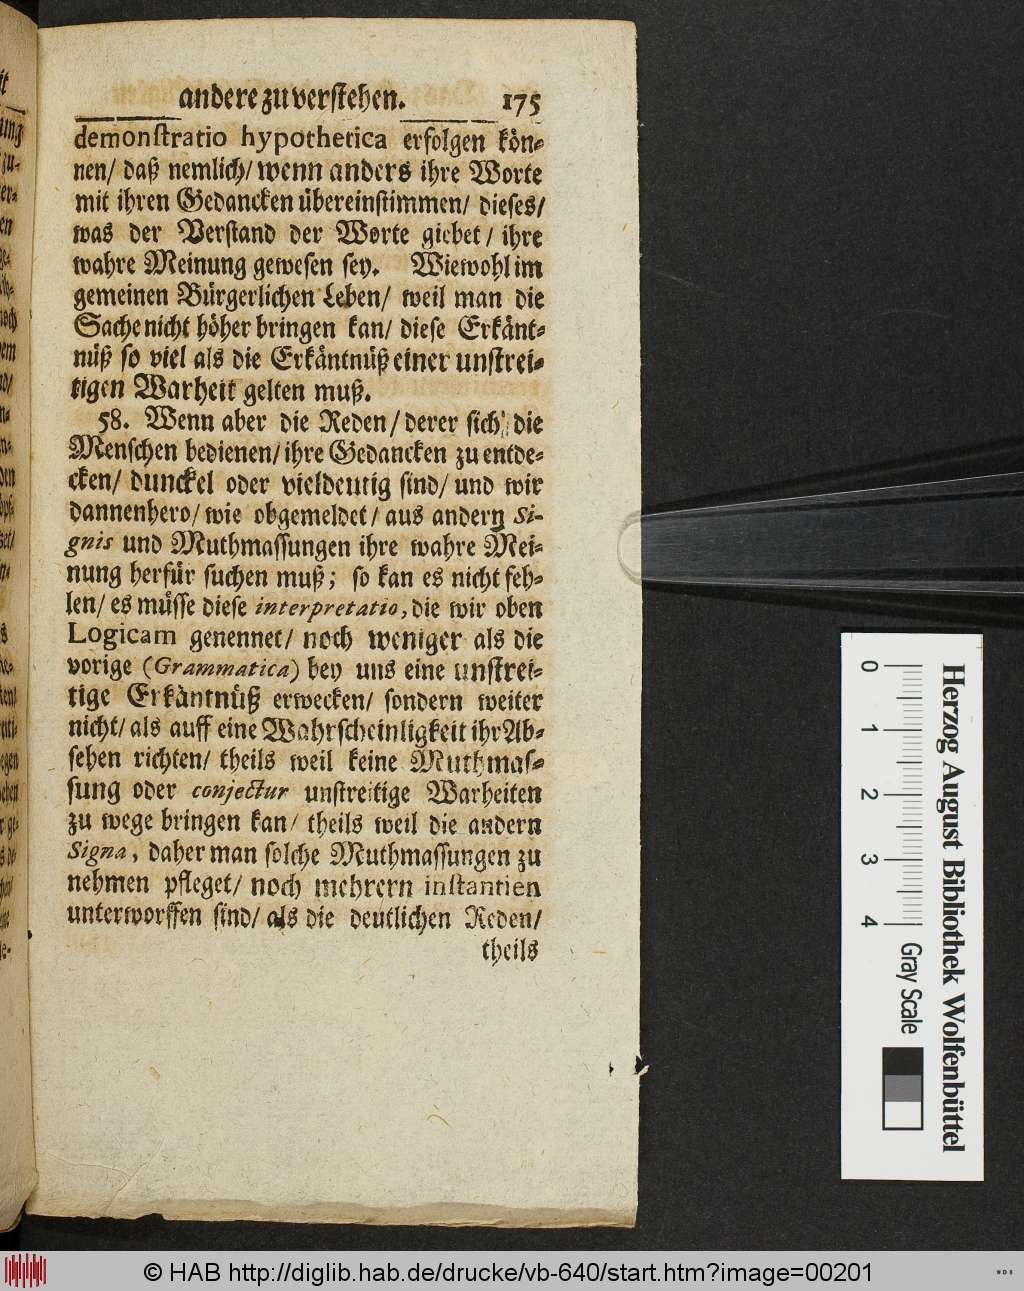 andere zu verstehen. 175
demonstratio hypothetica erfolgen kön-
nen/ daß nemlich/ wenn anders ihre Worte
mit ihren Gedancken übereinstimmen/ dieses/
was der Verstand der Worte giebet/ ihre
wahre Meinung gewesen sey. Wiewohl im
gemeinen Bürgerlichen Leben/ weil man die
Sache nicht höher bringen kan/ diese Erkänt-
nüß so viel als die Erkäntnüß einer unstrei-
tigen Warheit gelten muß.
58. Wenn aber die Reden/ derer sich die
Menschen bedienen/ ihre Gedancken zu entde-
cken/ dunckel oder vieldeutig sind/ und wir
dannenhero/ wie obgemeldet/ aus andern Si-
gnis und Muthmassungen ihre wahre Mei-
nung herfür suchen muß; so kan es nicht feh-
len/ es müsse diese interpretatio, die wir oben
Logicam genennet/ noch weniger als die
vorige (Grammatica) bey uns eine unstrei-
tige Erkäntnüß erwecken/ sondern weiter
nicht/ als auff eine Wahrscheinligkeit ihr Ab-
sehen richten/ theils weil keine Muthmas-
sung oder conjectur unstreitige Warheiten
zu wege bringen kan/ theils weil die andern
Signa, daher man solche Muthmassungen zu
nehmen pfleget/ noch mehrern instantien
unterworffen sind/ als die deutlichen Reden/
theils
Herzog August Bibliothek Wolfenbüttel
0 1 2 3 4
Gray Scale
© HAB http://diglib.hab.de/drucke/vb-640/start.htm?image=00201